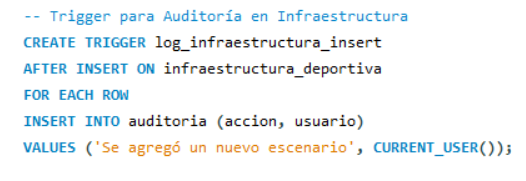 -- Trigger para Auditoría en Infraestructura
CREATE TRIGGER log_infraestructura_insert
AFTER INSERT ON infraestructura_deportiva
FOR EACH ROW
INSERT INTO auditoria (accion, usuario)
VALUES ('Se agregó un nuevo escenario', CURRENT_USER());